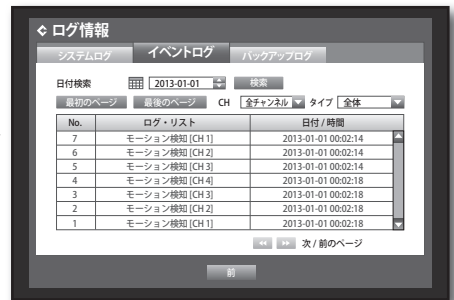 ログ情報
システムログ イベントログ バックアップログ
日付検索 2013-01-01 検索
最初のページ 最後のページ CH 全チャンネル タイプ 全体
No. ログ・リスト 日付 / 時間
7 モーション検知 [CH 1] 2013-01-01 00:02:14
6 モーション検知 [CH 2] 2013-01-01 00:02:14
5 モーション検知 [CH 3] 2013-01-01 00:02:14
4 モーション検知 [CH 4] 2013-01-01 00:02:18
3 モーション検知 [CH 3] 2013-01-01 00:02:18
2 モーション検知 [CH 2] 2013-01-01 00:02:18
1 モーション検知 [CH 1] 2013-01-01 00:02:18
次 / 前のページ
前